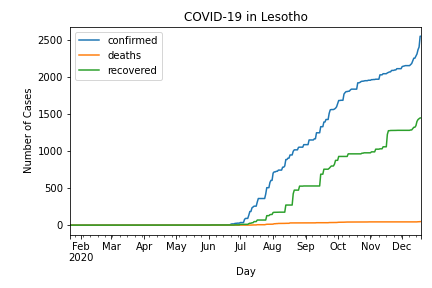 COVID-19 in Lesotho
confirmed
deaths
recovered
Number of Cases
2500
2000
1500
1000
500
0
Feb Mar Apr May Jun Jul Aug Sep Oct Nov Dec
2020
Day